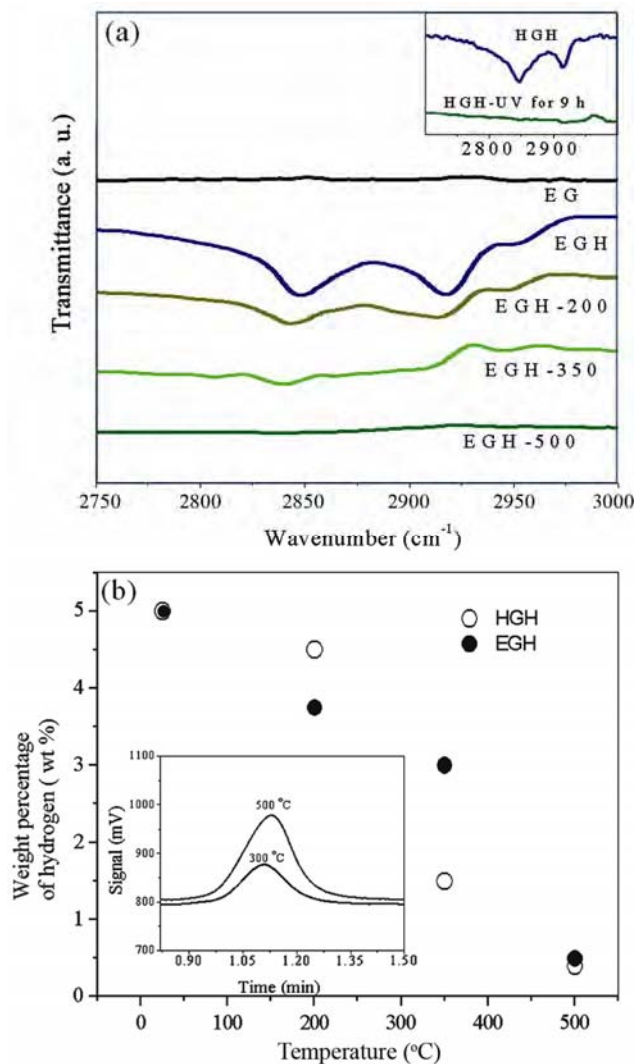 (a)
HGH
HGH-UV for 9 h
2800 2900
EG
EGH
EGH-200
EGH-350
EGH-500
Transmittance (a. u.)
2750 2800 2850 2900 2950 3000
Wavenumber (cm⁻¹)
(b)
HGH
EGH
5
4
3
2
1
0
Weight percentage
of hydrogen ( wt %)
1100
1000
900
800
700
Signal (mV)
500 °C
300 °C
0.90 1.05 1.20 1.35 1.50
Time (min)
0 100 200 300 400 500
Temperature (°C)